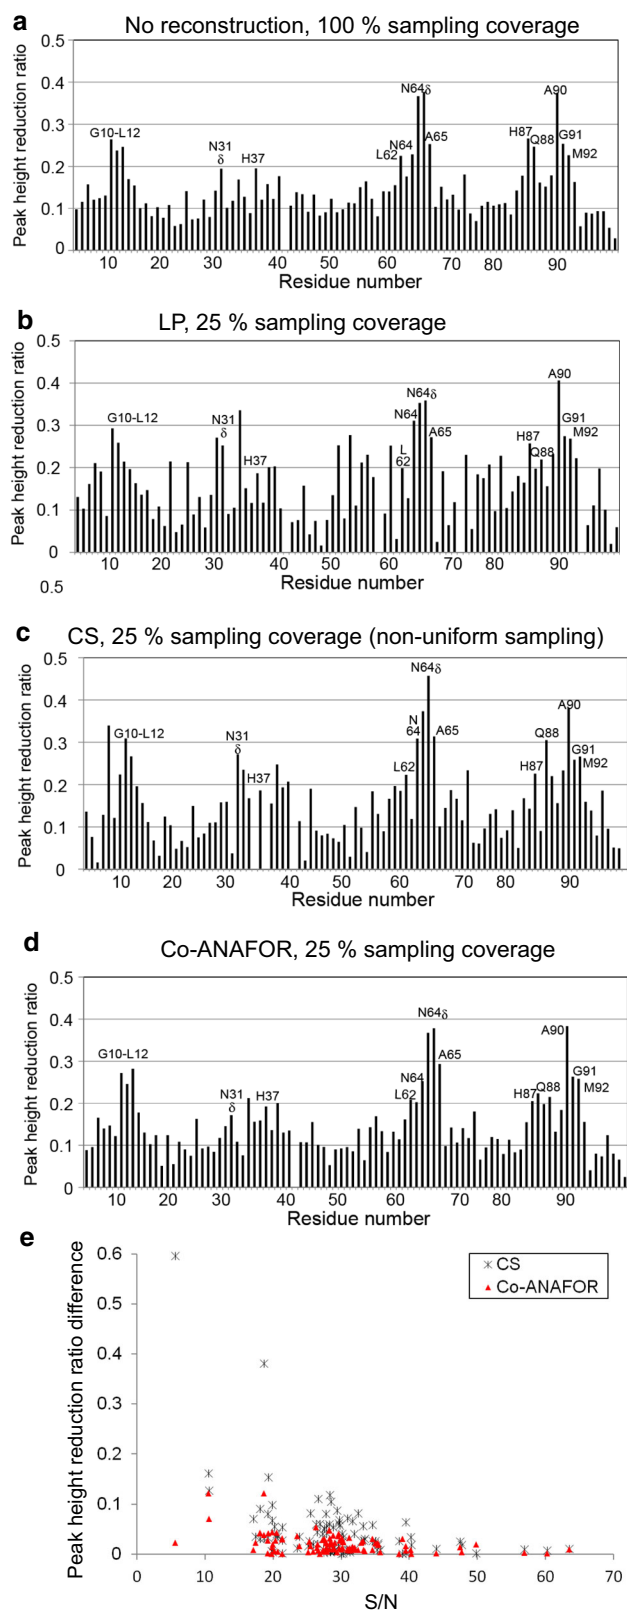 a
No reconstruction, 100 % sampling coverage
Peak height reduction ratio
0.5
0.4
0.3
0.2
0.1
0
G10-L12
N31
δ
H37
L62
N64
N64δ
A65
H87
Q88
A90
G91
M92
10 20 30 40 50 60 70 80 90
Residue number
b
LP, 25 % sampling coverage
Peak height reduction ratio
0.5
0.4
0.3
0.2
0.1
0
G10-L12
N31
δ
H37
L
62
N64
N64δ
A65
H87
Q88
A90
G91
M92
10 20 30 40 50 60 70 80 90
Residue number
0.5
c
CS, 25 % sampling coverage (non-uniform sampling)
Peak height reduction ratio
0.5
0.4
0.3
0.2
0.1
0
G10-L12
N31
δ
H37
L62
N
64
N64δ
A65
H87
Q88
A90
G91
M92
10 20 30 40 50 60 70 80 90
Residue number
d
Co-ANAFOR, 25 % sampling coverage
Peak height reduction ratio
0.5
0.4
0.3
0.2
0.1
0
G10-L12
N31
δ
H37
L62
N64
N64δ
A65
H87
Q88
A90
G91
M92
10 20 30 40 50 60 70 80 90
Residue number
e
Peak height reduction ratio difference
0.6
0.5
0.4
0.3
0.2
0.1
0
CS
Co-ANAFOR
0 10 20 30 40 50 60 70
S/N